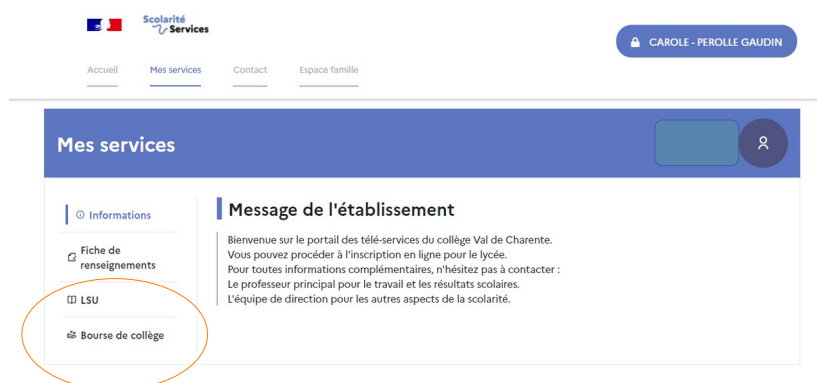 Scolarité
Services
CAROLE - PEROLLE GAUDIN
Accueil Mes services Contact Espace famille
Mes services
Informations
Fiche de
renseignements
LSU
Bourse de collège
Message de l'établissement
Bienvenue sur le portail des télé-services du collège Val de Charente.
Vous pouvez procéder à l'inscription en ligne pour le lycée.
Pour toutes informations complémentaires, n'hésitez pas à contacter :
Le professeur principal pour le travail et les résultats scolaires.
L'équipe de direction pour les autres aspects de la scolarité.